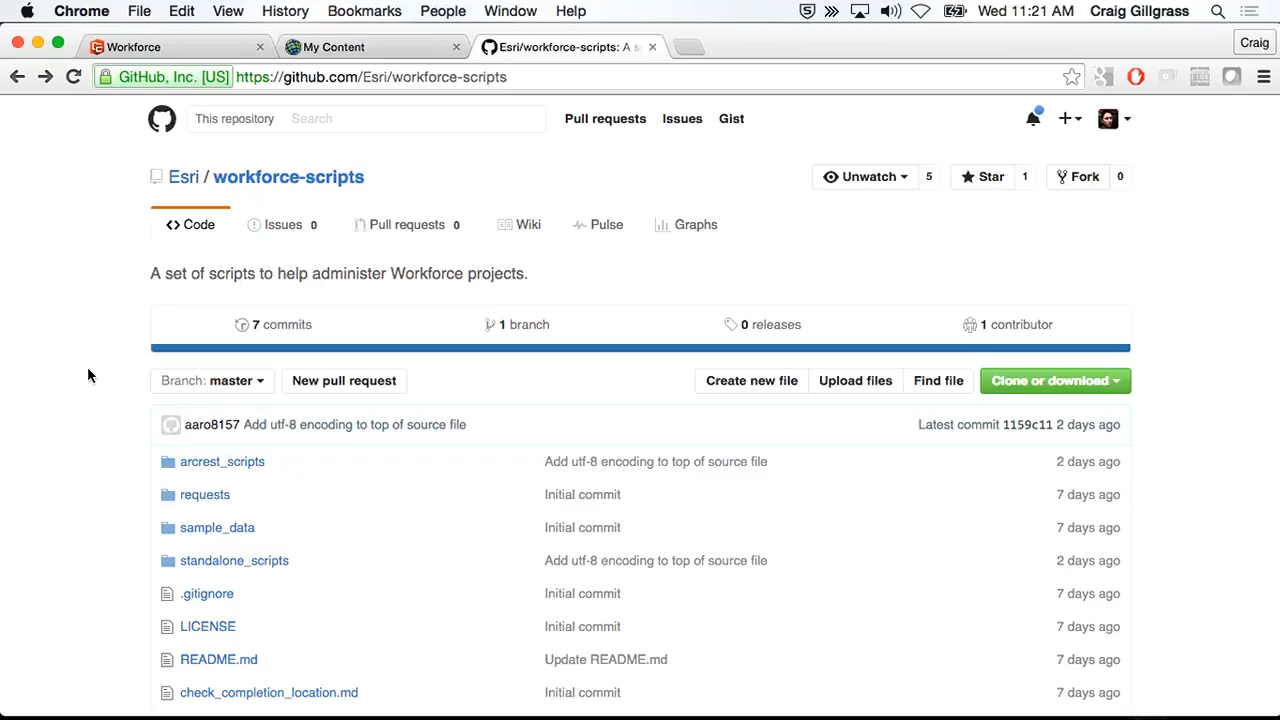 Chrome File Edit View History Bookmarks People Window Help Wed 11:21 AM Craig Gillgrass
Workforce × My Content × Esri/workforce-scripts: A s × Craig
GitHub, Inc. [US] https://github.com/Esri/workforce-scripts
This repository Search Pull requests Issues Gist
Esri / workforce-scripts Unwatch 5 Star 1 Fork 0
<> Code Issues 0 Pull requests 0 Wiki Pulse Graphs
A set of scripts to help administer Workforce projects.
7 commits 1 branch 0 releases 1 contributor
Branch: master New pull request Create new file Upload files Find file Clone or download
aaro8157 Add utf-8 encoding to top of source file Latest commit 1159c11 2 days ago
arcrest_scripts Add utf-8 encoding to top of source file 2 days ago
requests Initial commit 7 days ago
sample_data Initial commit 7 days ago
standalone_scripts Add utf-8 encoding to top of source file 2 days ago
.gitignore Initial commit 7 days ago
LICENSE Initial commit 7 days ago
README.md Update README.md 7 days ago
check_completion_location.md Initial commit 7 days ago